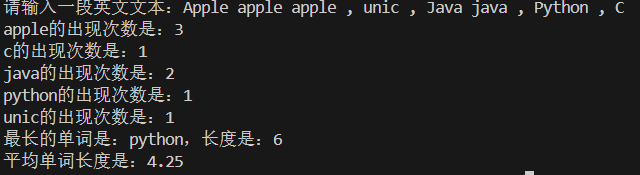 请输入一段英文文本：Apple apple apple , unic , Java java , Python , C
apple的出现次数是：3
c的出现次数是：1
java的出现次数是：2
python的出现次数是：1
unic的出现次数是：1
最长的单词是：python，长度是：6
平均单词长度是：4.25